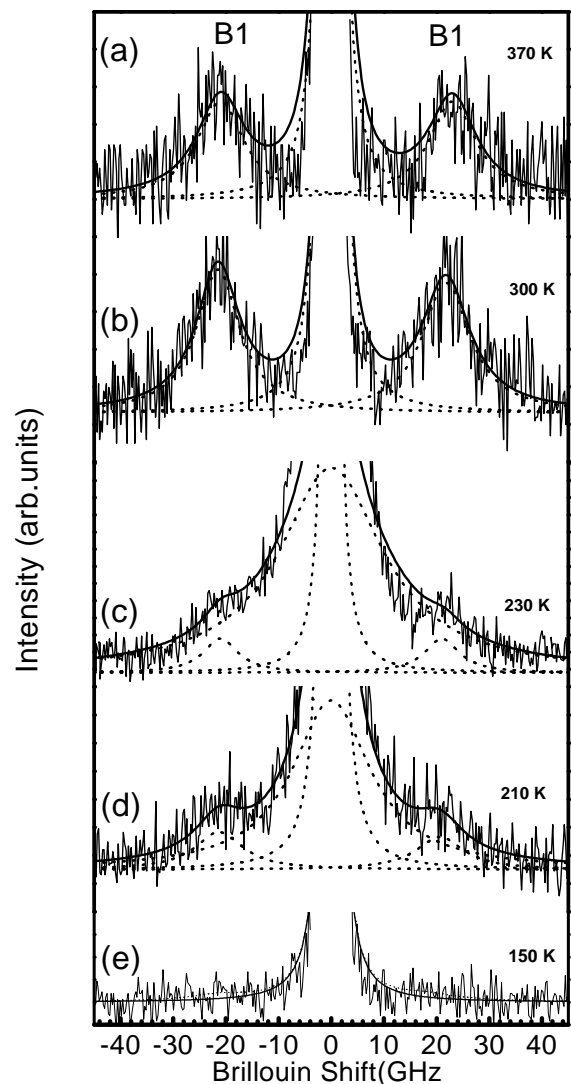 B1 B1
(a) 370 K
(b) 300 K
(c) 230 K
(d) 210 K
(e) 150 K
Intensity (arb.units)
-40 -30 -20 -10 0 10 20 30 40
Brillouin Shift(GHz